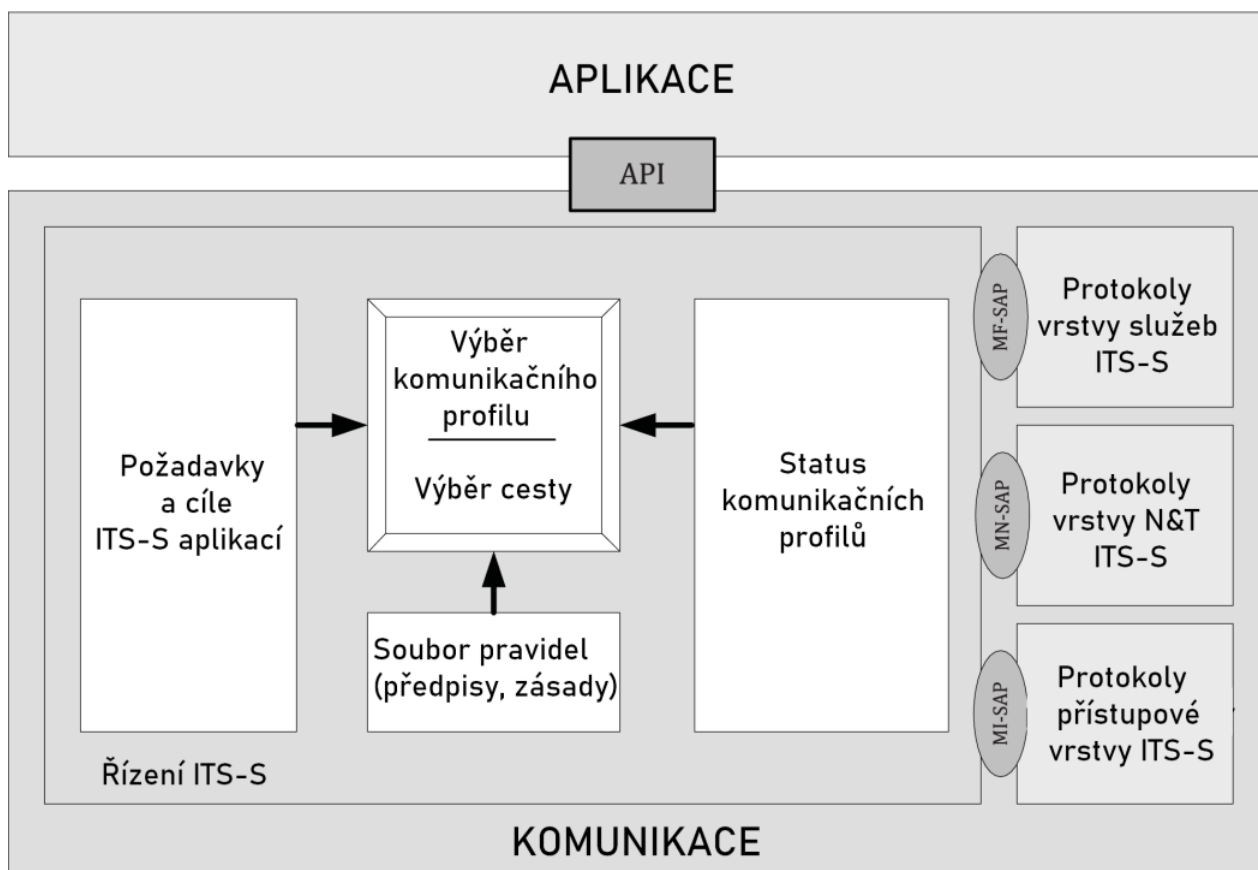 APLIKACE
API
Požadavky
a cíle
ITS-S aplikací
Výběr
komunikačního
profilu
Výběr cesty
Soubor pravidel
(předpisy, zásady)
Status
komunikačních
profilů
Řízení ITS-S
MF-SAP
Protokoly
vrstvy služeb
ITS-S
MN-SAP
Protokoly
vrstvy N&T
ITS-S
MI-SAP
Protokoly
přístupové
vrstvy ITS-S
KOMUNIKACE